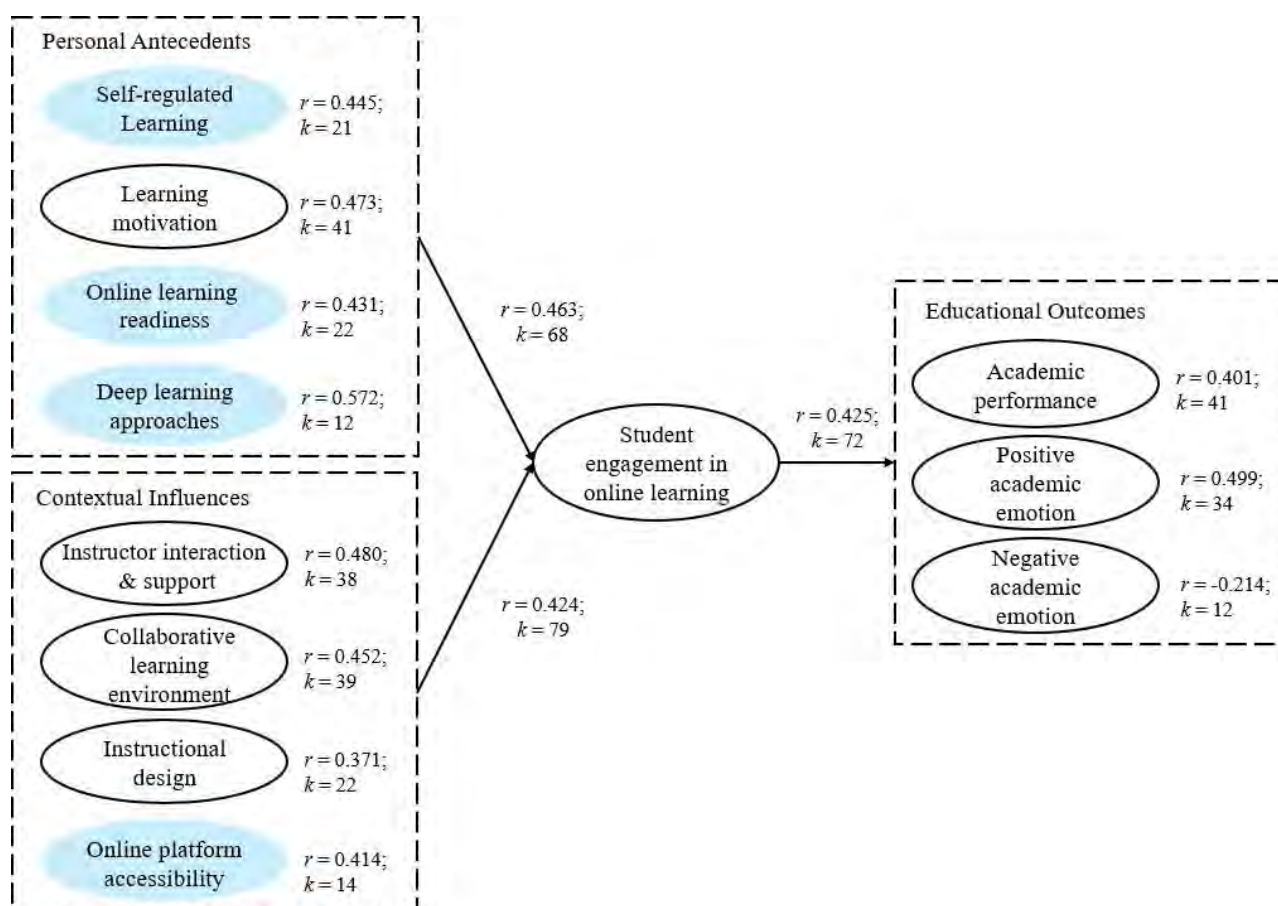 Personal Antecedents
Self-regulated
Learning
r = 0.445;
k = 21
Learning
motivation
r = 0.473;
k = 41
Online learning
readiness
r = 0.431;
k = 22
Deep learning
approaches
r = 0.572;
k = 12
Contextual Influences
Instructor interaction
& support
r = 0.480;
k = 38
Collaborative
learning
environment
r = 0.452;
k = 39
Instructional
design
r = 0.371;
k = 22
Online platform
accessibility
r = 0.414;
k = 14
r = 0.463;
k = 68
r = 0.424;
k = 79
Student
engagement in
online learning
r = 0.425;
k = 72
Educational Outcomes
Academic
performance
r = 0.401;
k = 41
Positive
academic
emotion
r = 0.499;
k = 34
Negative
academic
emotion
r = -0.214;
k = 12